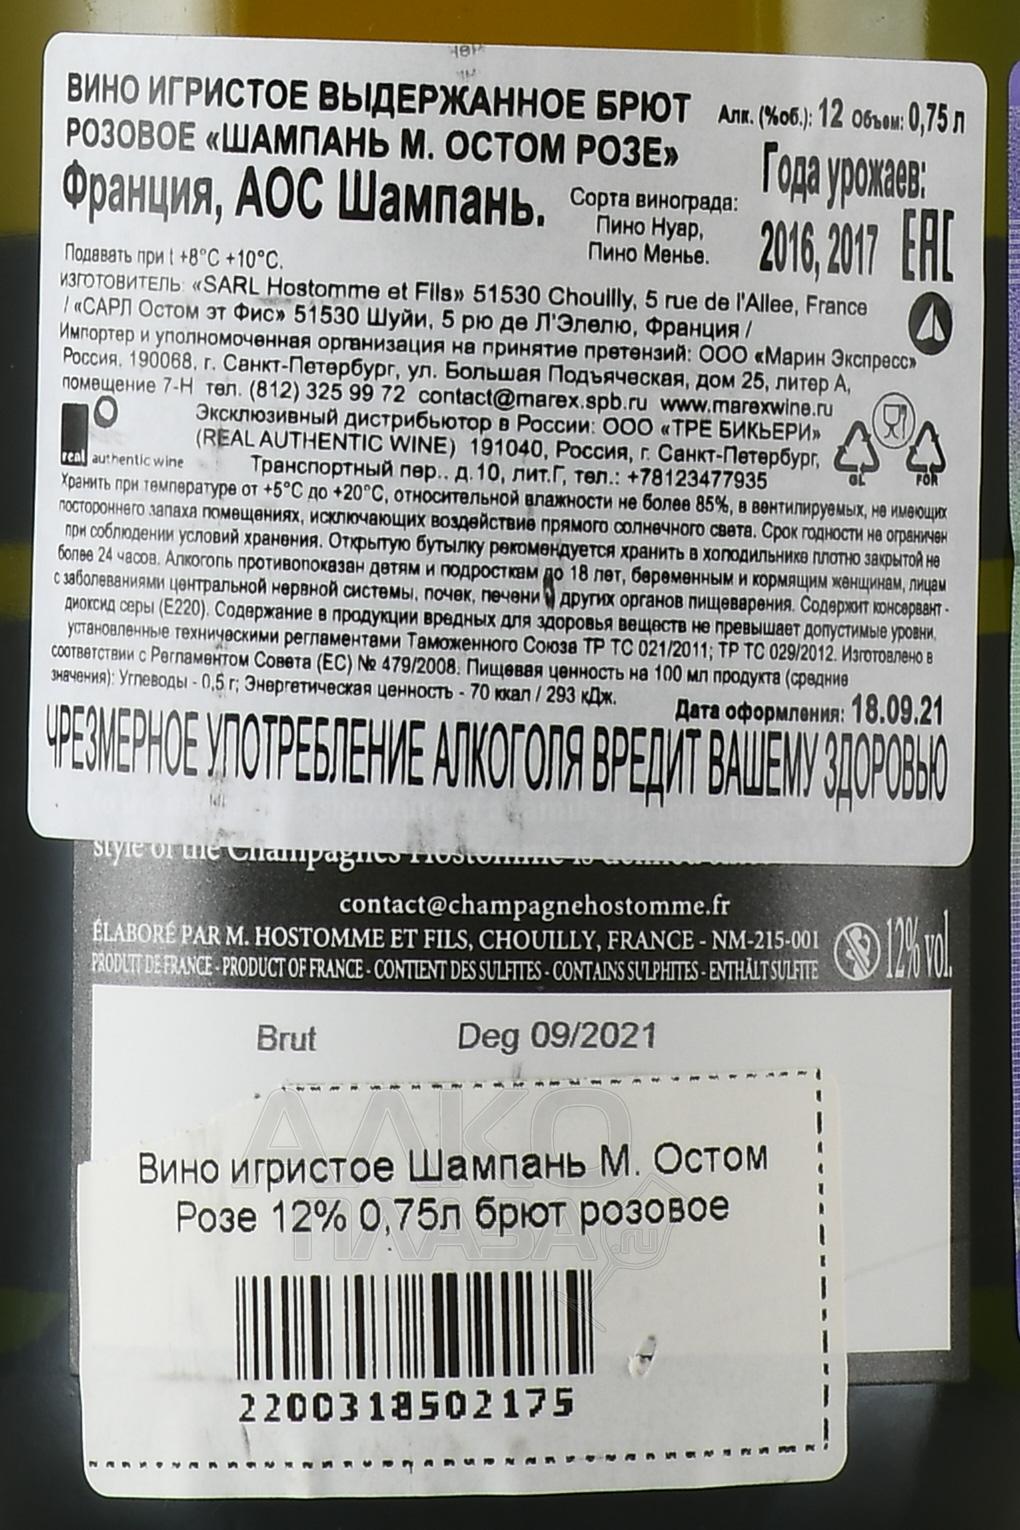 ВИНО ИГРИСТОЕ ВЫДЕРЖАННОЕ БРЮТ
РОЗОВОЕ «ШАМПАНЬ М. ОСТОМ РОЗЕ»
Алк. (%об.): 12 Объем: 0,75 л
Франция, АОС Шампань.
Сорта винограда:
Пино Нуар,
Пино Менье.
Года урожаев:
2016, 2017
ЕАС
Подавать при t +8°C +10°C.
ИЗГОТОВИТЕЛЬ: «SARL Hostomme et Fils» 51530 Chouilly, 5 rue de l'Allee, France
/ «САРЛ Остом эт Фис» 51530 Шуйи, 5 рю де Л'Элелю, Франция /
Импортер и уполномоченная организация на принятие претензий: ООО «Марин Экспресс»
Россия, 190068, г. Санкт-Петербург, ул. Большая Подъяческая, дом 25, литер А,
помещение 7-Н тел. (812) 325 99 72 contact@marex.spb.ru www.marexwine.ru
Эксклюзивный дистрибьютор в России: ООО «ТРЕ БИКЬЕРИ»
(REAL AUTHENTIC WINE) 191040, Россия, г. Санкт-Петербург,
Транспортный пер., д.10, лит.Г, тел.: +78123477935
real authentic wine
GL FOR
Хранить при температуре от +5°C до +20°C, относительной влажности не более 85%, в вентилируемых, не имеющих
постороннего запаха помещениях, исключающих воздействие прямого солнечного света. Срок годности не ограничен
при соблюдении условий хранения. Открытую бутылку рекомендуется хранить в холодильнике плотно закрытой не
более 24 часов. Алкоголь противопоказан детям и подросткам до 18 лет, беременным и кормящим женщинам, лицам
с заболеваниями центральной нервной системы, почек, печени и других органов пищеварения. Содержит консервант -
диоксид серы (Е220). Содержание в продукции вредных для здоровья веществ не превышает допустимые уровни,
установленные техническими регламентами Таможенного Союза ТР ТС 021/2011; ТР ТС 029/2012. Изготовлено в
соответствии с Регламентом Совета (ЕС) № 479/2008. Пищевая ценность на 100 мл продукта (средние
значения): Углеводы - 0,5 г; Энергетическая ценность - 70 ккал / 293 кДж.
Дата оформления: 18.09.21
ЧРЕЗМЕРНОЕ УПОТРЕБЛЕНИЕ АЛКОГОЛЯ ВРЕДИТ ВАШЕМУ ЗДОРОВЬЮ
style of the Champagnes Hostomme is
contact@champagnehostomme.fr
ÉLABORÉ PAR M. HOSTOMME ET FILS, CHOUILLY, FRANCE - NM-215-001
PRODUIT DE FRANCE - PRODUCT OF FRANCE - CONTIENT DES SULFITES - CONTAINS SULPHITES - ENTHÄLT SULFITE
12% vol.
Brut Deg 09/2021
АЛКО
ПЛАЗА.ru
Вино игристое Шампань М. Остом
Розе 12% 0,75л брют розовое
2200318502175